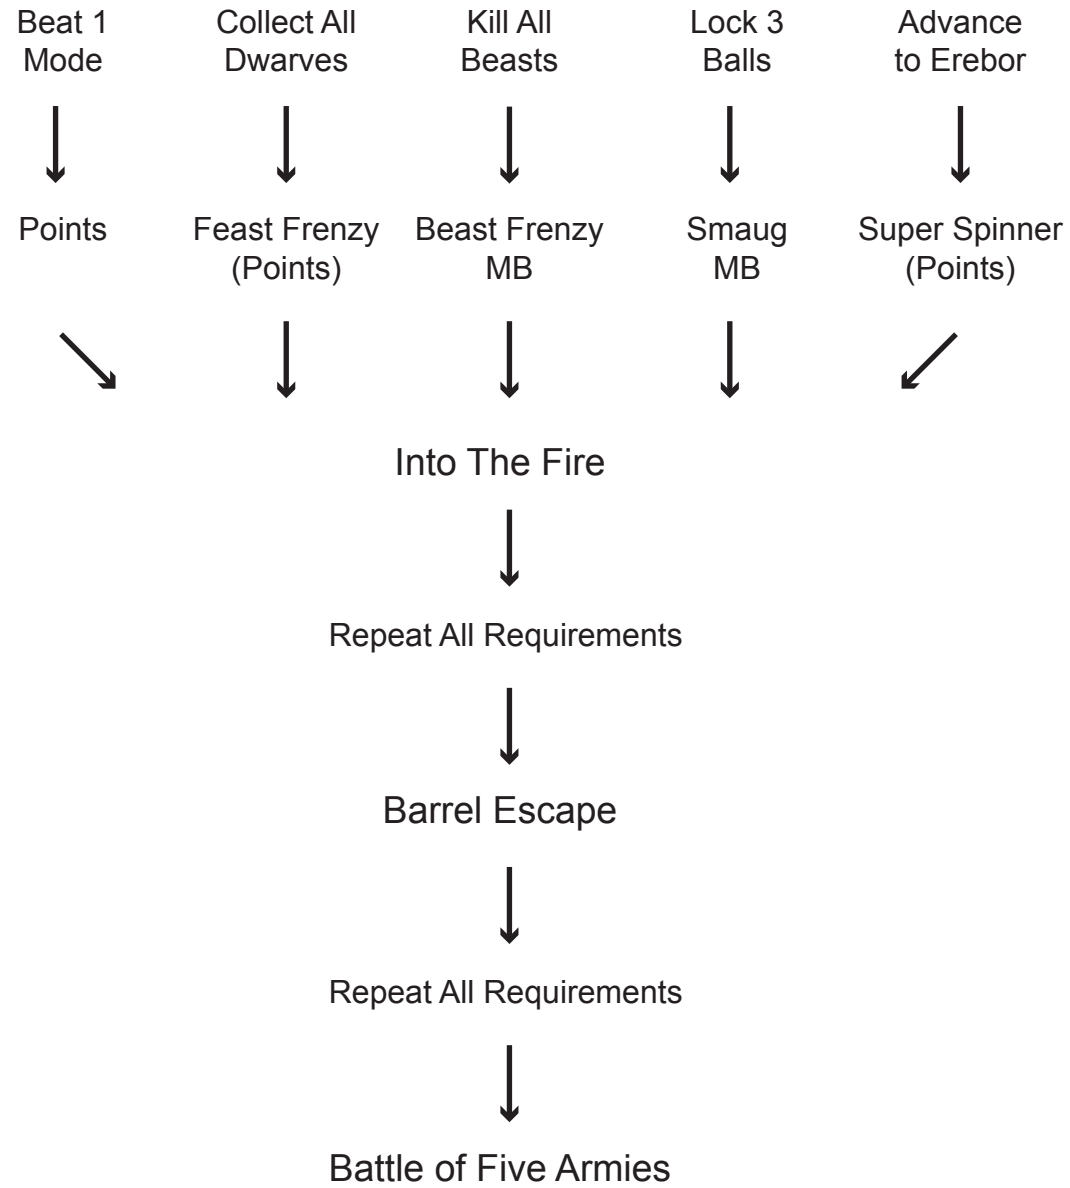 Beat 1
Mode
Collect All
Dwarves
Kill All
Beasts
Lock 3
Balls
Advance
to Erebor
Points
Feast Frenzy
(Points)
Beast Frenzy
MB
Smaug
MB
Super Spinner
(Points)
Into The Fire
Repeat All Requirements
Barrel Escape
Repeat All Requirements
Battle of Five Armies